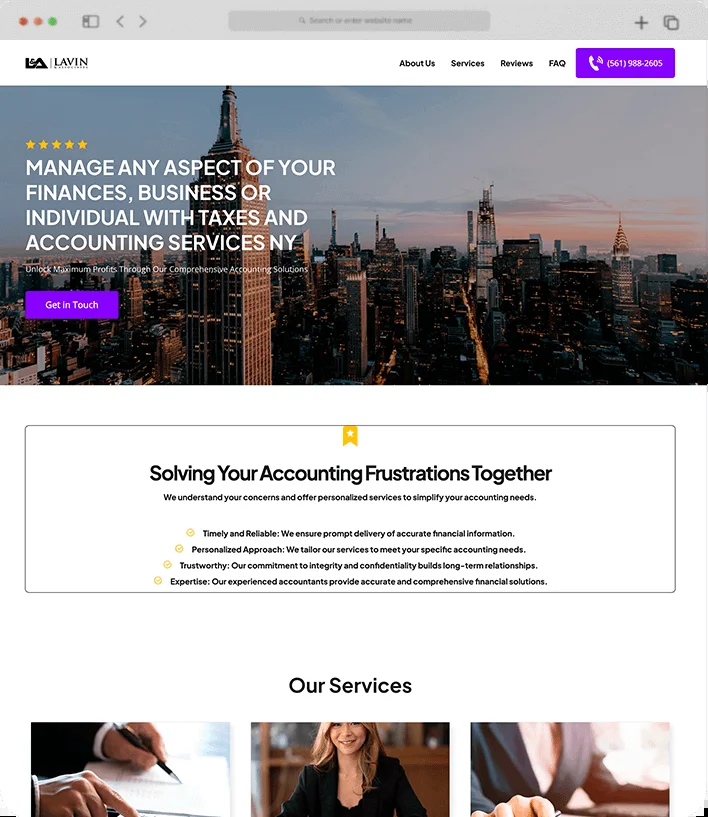 Search or enter website name
L&A | LAVIN
& ASSOCIATES
About Us
Services
Reviews
FAQ
(561) 988-2605
MANAGE ANY ASPECT OF YOUR
FINANCES, BUSINESS OR
INDIVIDUAL WITH TAXES AND
ACCOUNTING SERVICES NY
Unlock Maximum Profits Through Our Comprehensive Accounting Solutions
Get in Touch
Solving Your Accounting Frustrations Together
We understand your concerns and offer personalized services to simplify your accounting needs.
Timely and Reliable: We ensure prompt delivery of accurate financial information.
Personalized Approach: We tailor our services to meet your specific accounting needs.
Trustworthy: Our commitment to integrity and confidentiality builds long-term relationships.
Expertise: Our experienced accountants provide accurate and comprehensive financial solutions.
Our Services